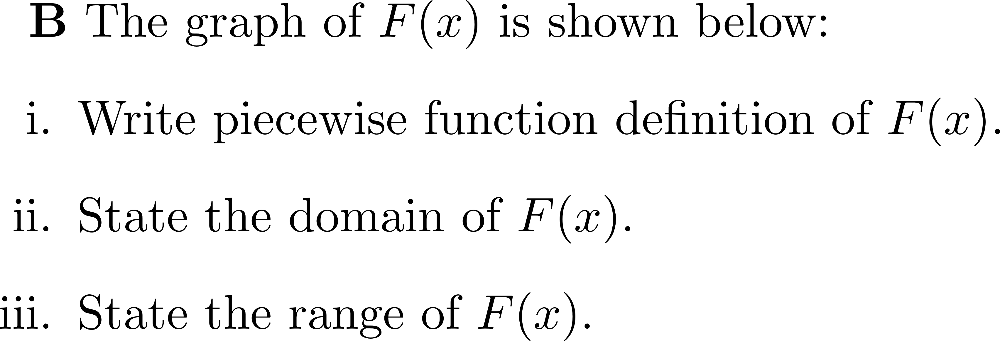 B The graph of F(x) is shown below:
i. Write piecewise function definition of F(x).
ii. State the domain of F(x).
iii. State the range of F(x).